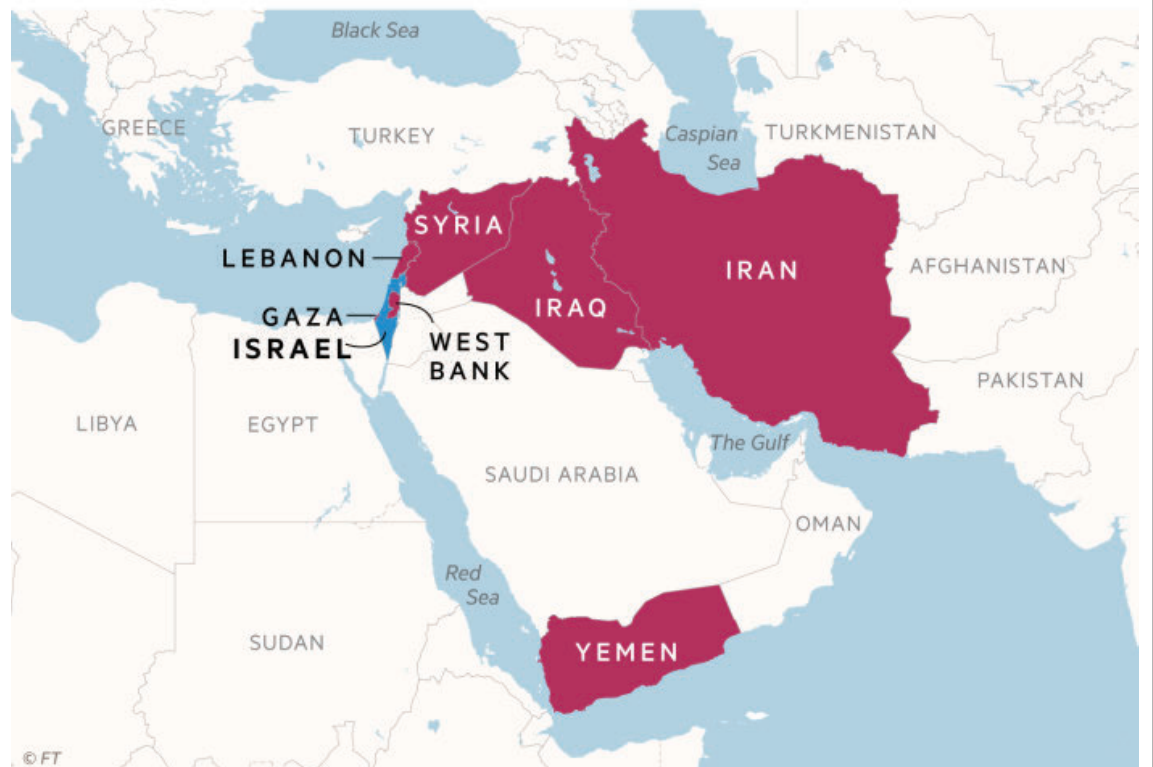 Black Sea
GREECE
TURKEY
Caspian
Sea
TURKMENISTAN
SYRIA
LEBANON
IRAN
AFGHANISTAN
IRAQ
GAZA
ISRAEL
WEST
BANK
PAKISTAN
LIBYA
EGYPT
The Gulf
SAUDI ARABIA
OMAN
Red
Sea
SUDAN
YEMEN
© FT